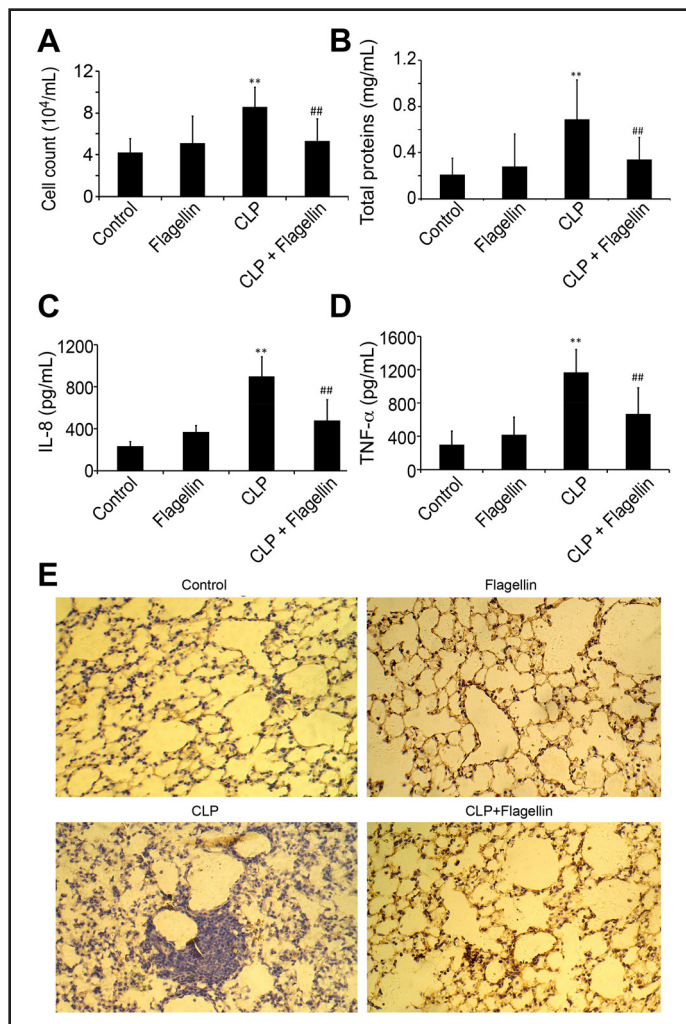 A
Cell count (10⁴/mL)
12
8
4
0
**
##
Control
Flagellin
CLP
CLP + Flagellin
B
Total proteins (mg/mL)
1.2
0.8
0.4
0
**
##
Control
Flagellin
CLP
CLP + Flagellin
C
IL-8 (pg/mL)
1200
800
400
0
**
##
Control
Flagellin
CLP
CLP + Flagellin
D
TNF-α (pg/mL)
1600
1200
800
400
0
**
##
Control
Flagellin
CLP
CLP + Flagellin
E
Control
Flagellin
CLP
CLP+Flagellin